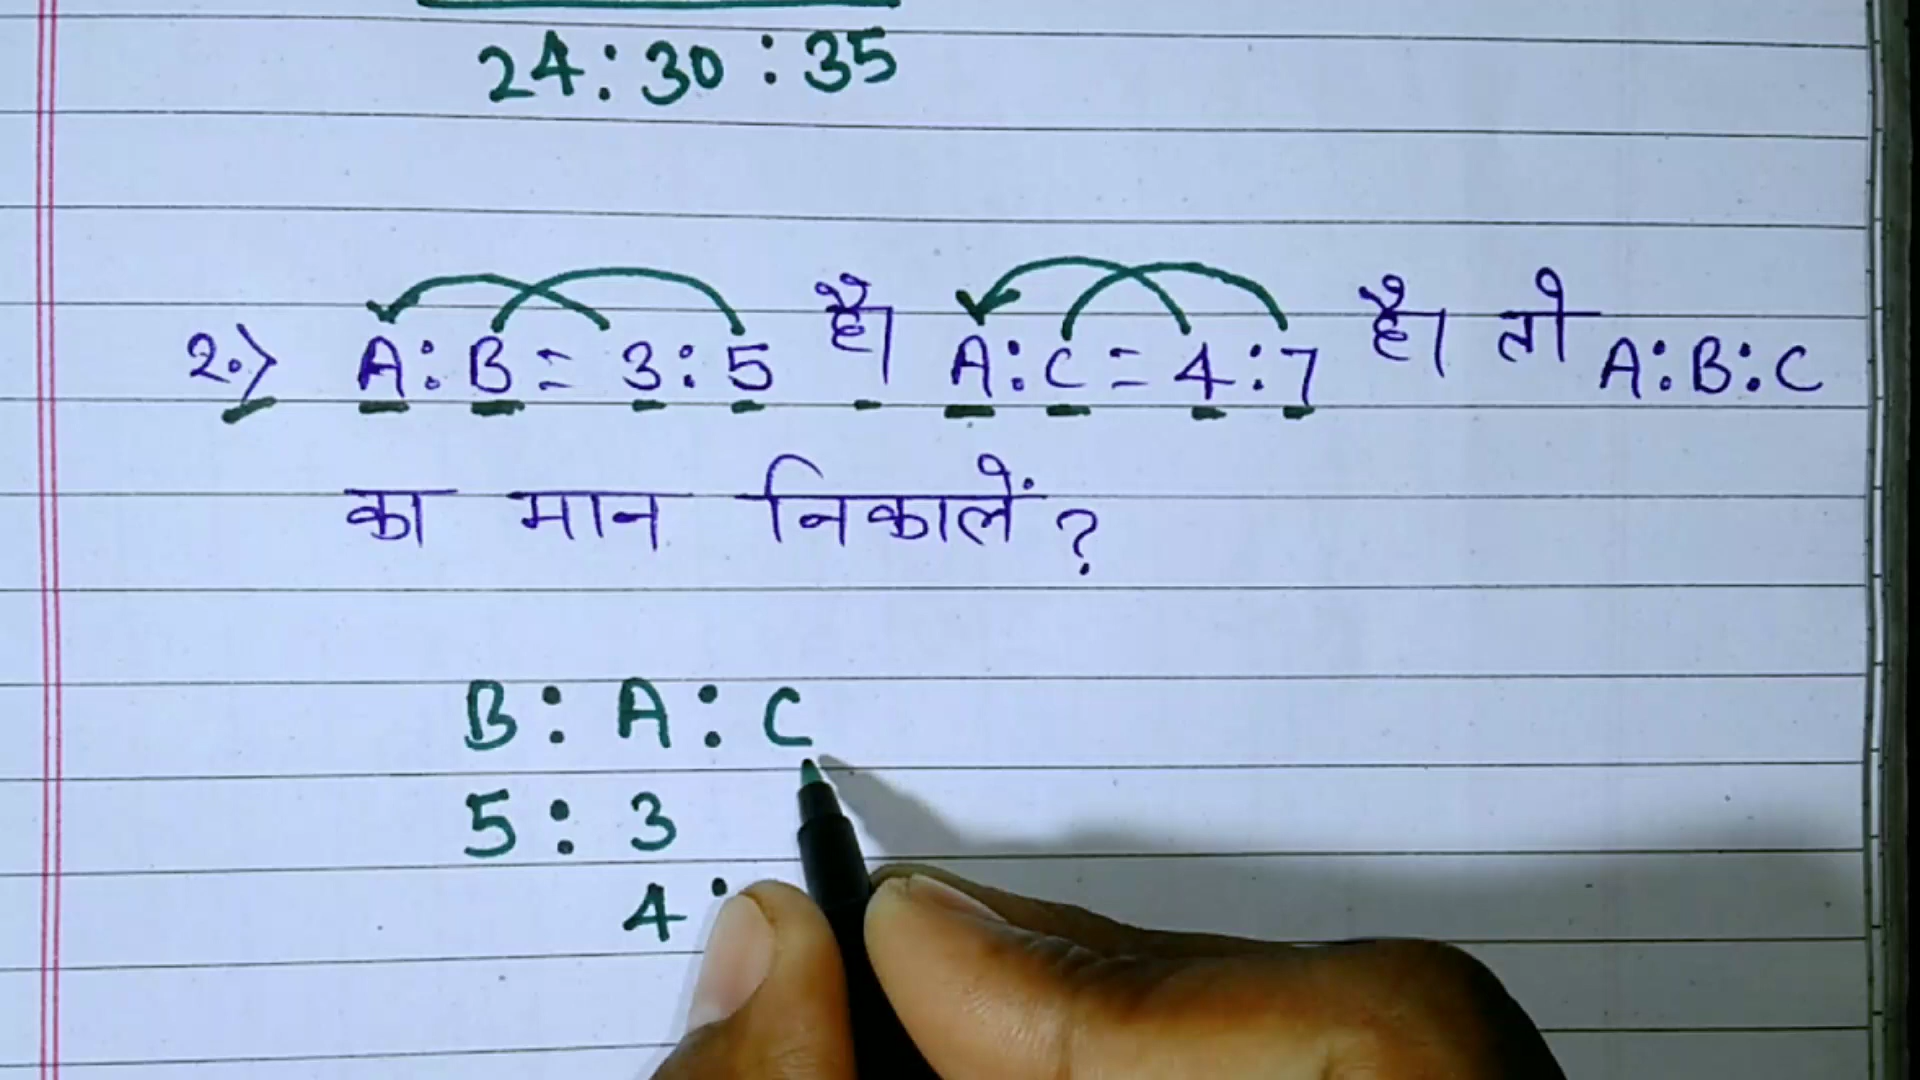 24:30:35
2.) A:B = 3:5 है। A:C = 4:7 है। तो A:B:C
का मान निकालें?
B: A: C
5: 3
4: